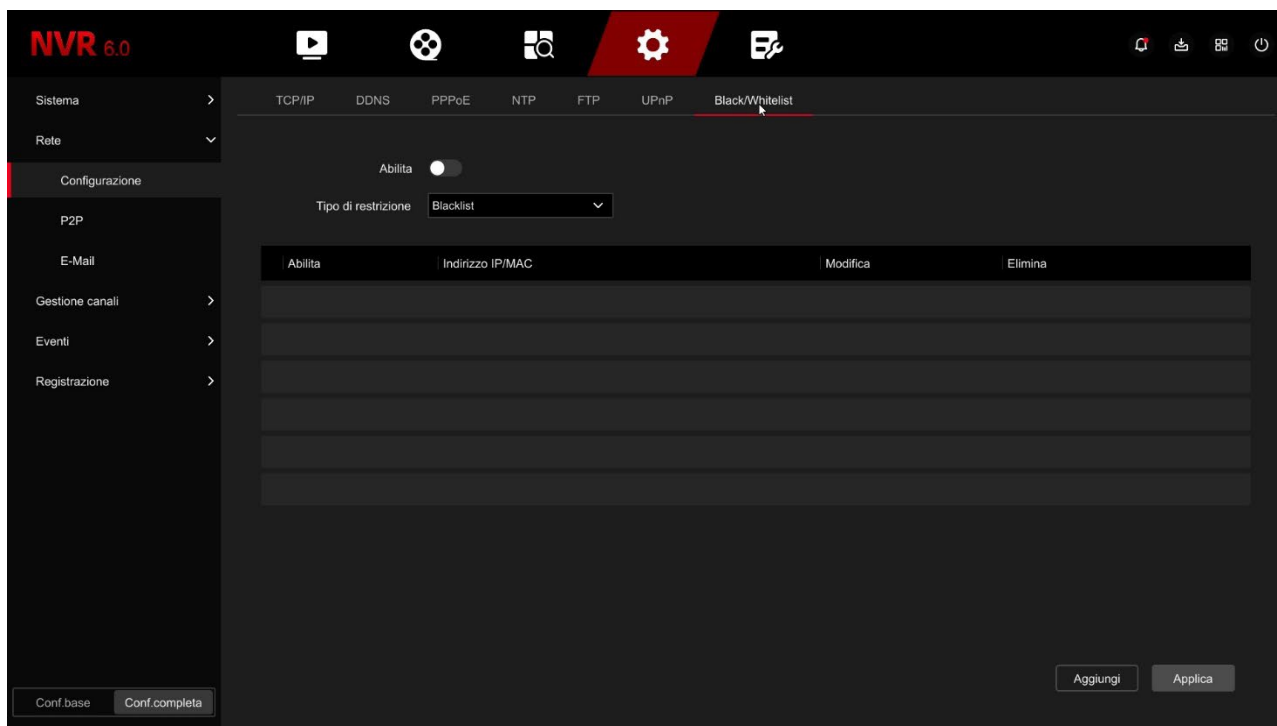 NVR 6.0
Sistema
TCP/IP DDNS PPPoE NTP FTP UPnP Black/Whitelist
Rete
Abilita
Configurazione
Tipo di restrizione Blacklist
P2P
E-Mail
Abilita Indirizzo IP/MAC Modifica Elimina
Gestione canali
Eventi
Registrazione
Aggiungi Applica
Conf.base Conf.completa